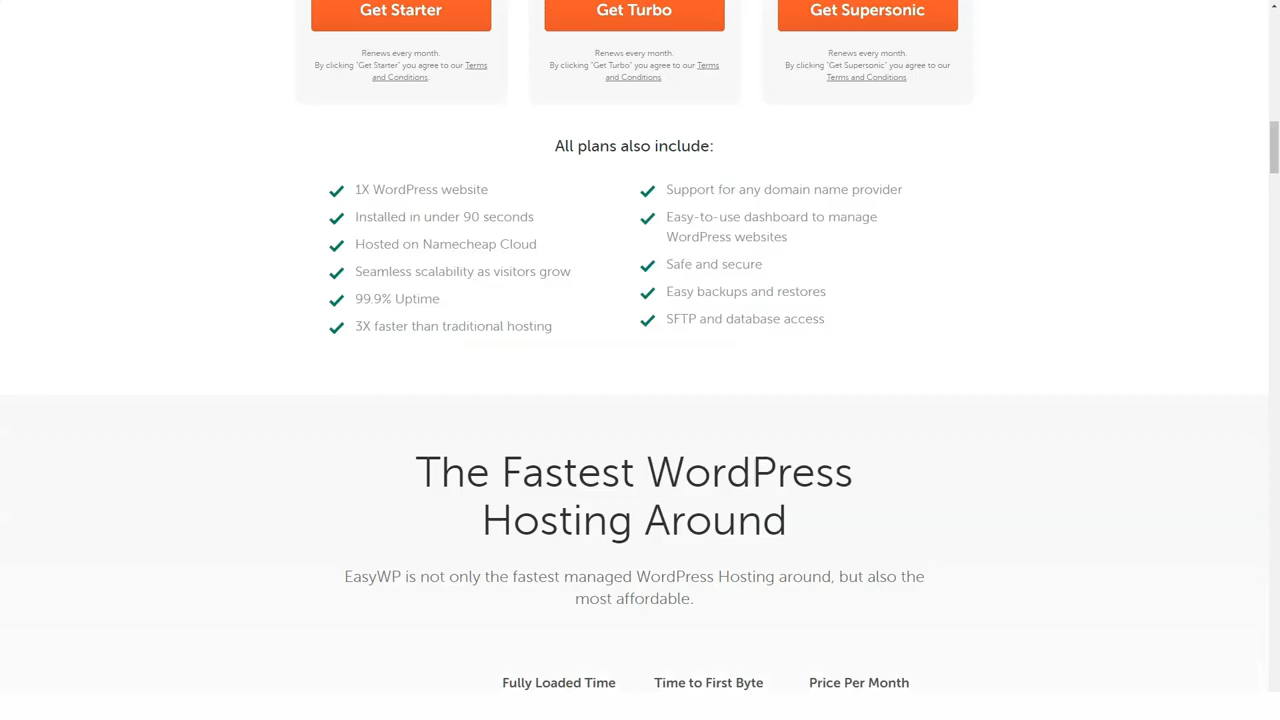 Get Starter
Get Turbo
Get Supersonic
Renews every month.
By clicking "Get Starter" you agree to our Terms
and Conditions.
Renews every month.
By clicking "Get Turbo" you agree to our Terms
and Conditions.
Renews every month.
By clicking "Get Supersonic" you agree to our
Terms and Conditions.
All plans also include:
1X WordPress website
Installed in under 90 seconds
Hosted on Namecheap Cloud
Seamless scalability as visitors grow
99.9% Uptime
3X faster than traditional hosting
Support for any domain name provider
Easy-to-use dashboard to manage
WordPress websites
Safe and secure
Easy backups and restores
SFTP and database access
The Fastest WordPress
Hosting Around
EasyWP is not only the fastest managed WordPress Hosting around, but also the
most affordable.
Fully Loaded Time
Time to First Byte
Price Per Month